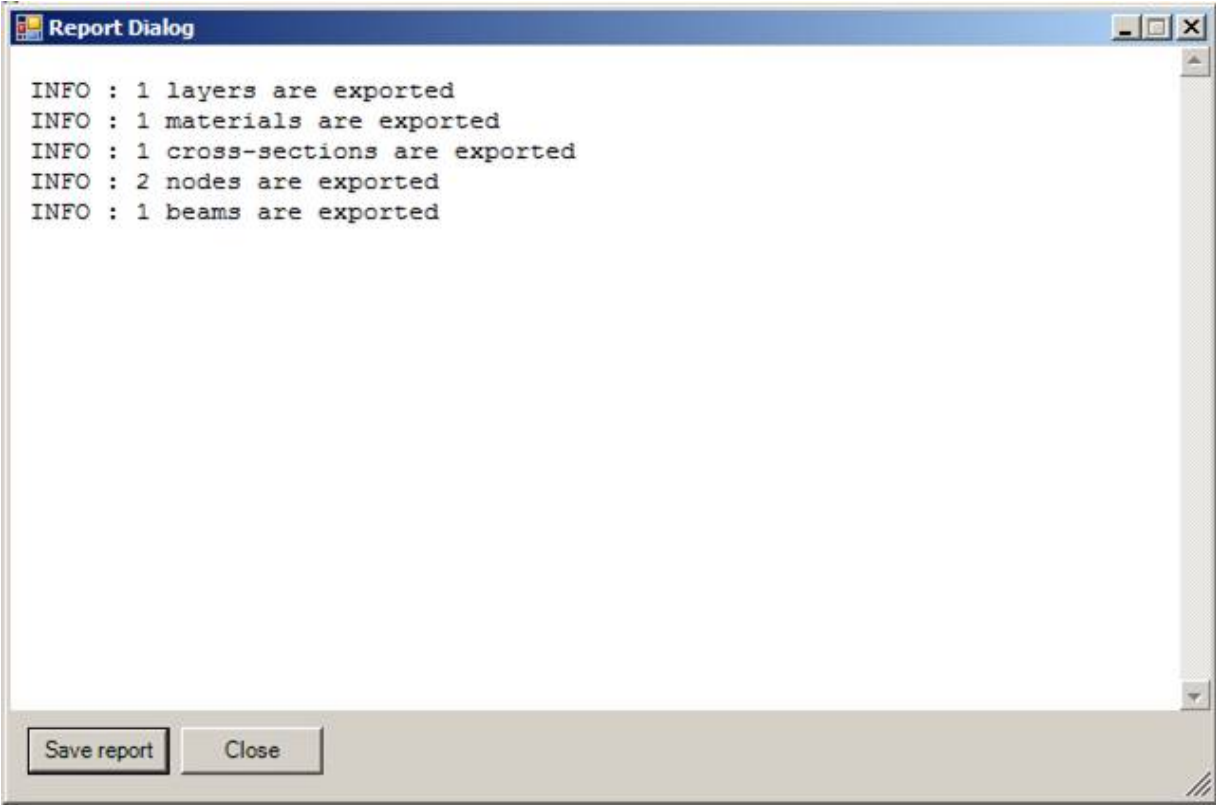 Report Dialog
INFO : 1 layers are exported
INFO : 1 materials are exported
INFO : 1 cross-sections are exported
INFO : 2 nodes are exported
INFO : 1 beams are exported
Save report
Close